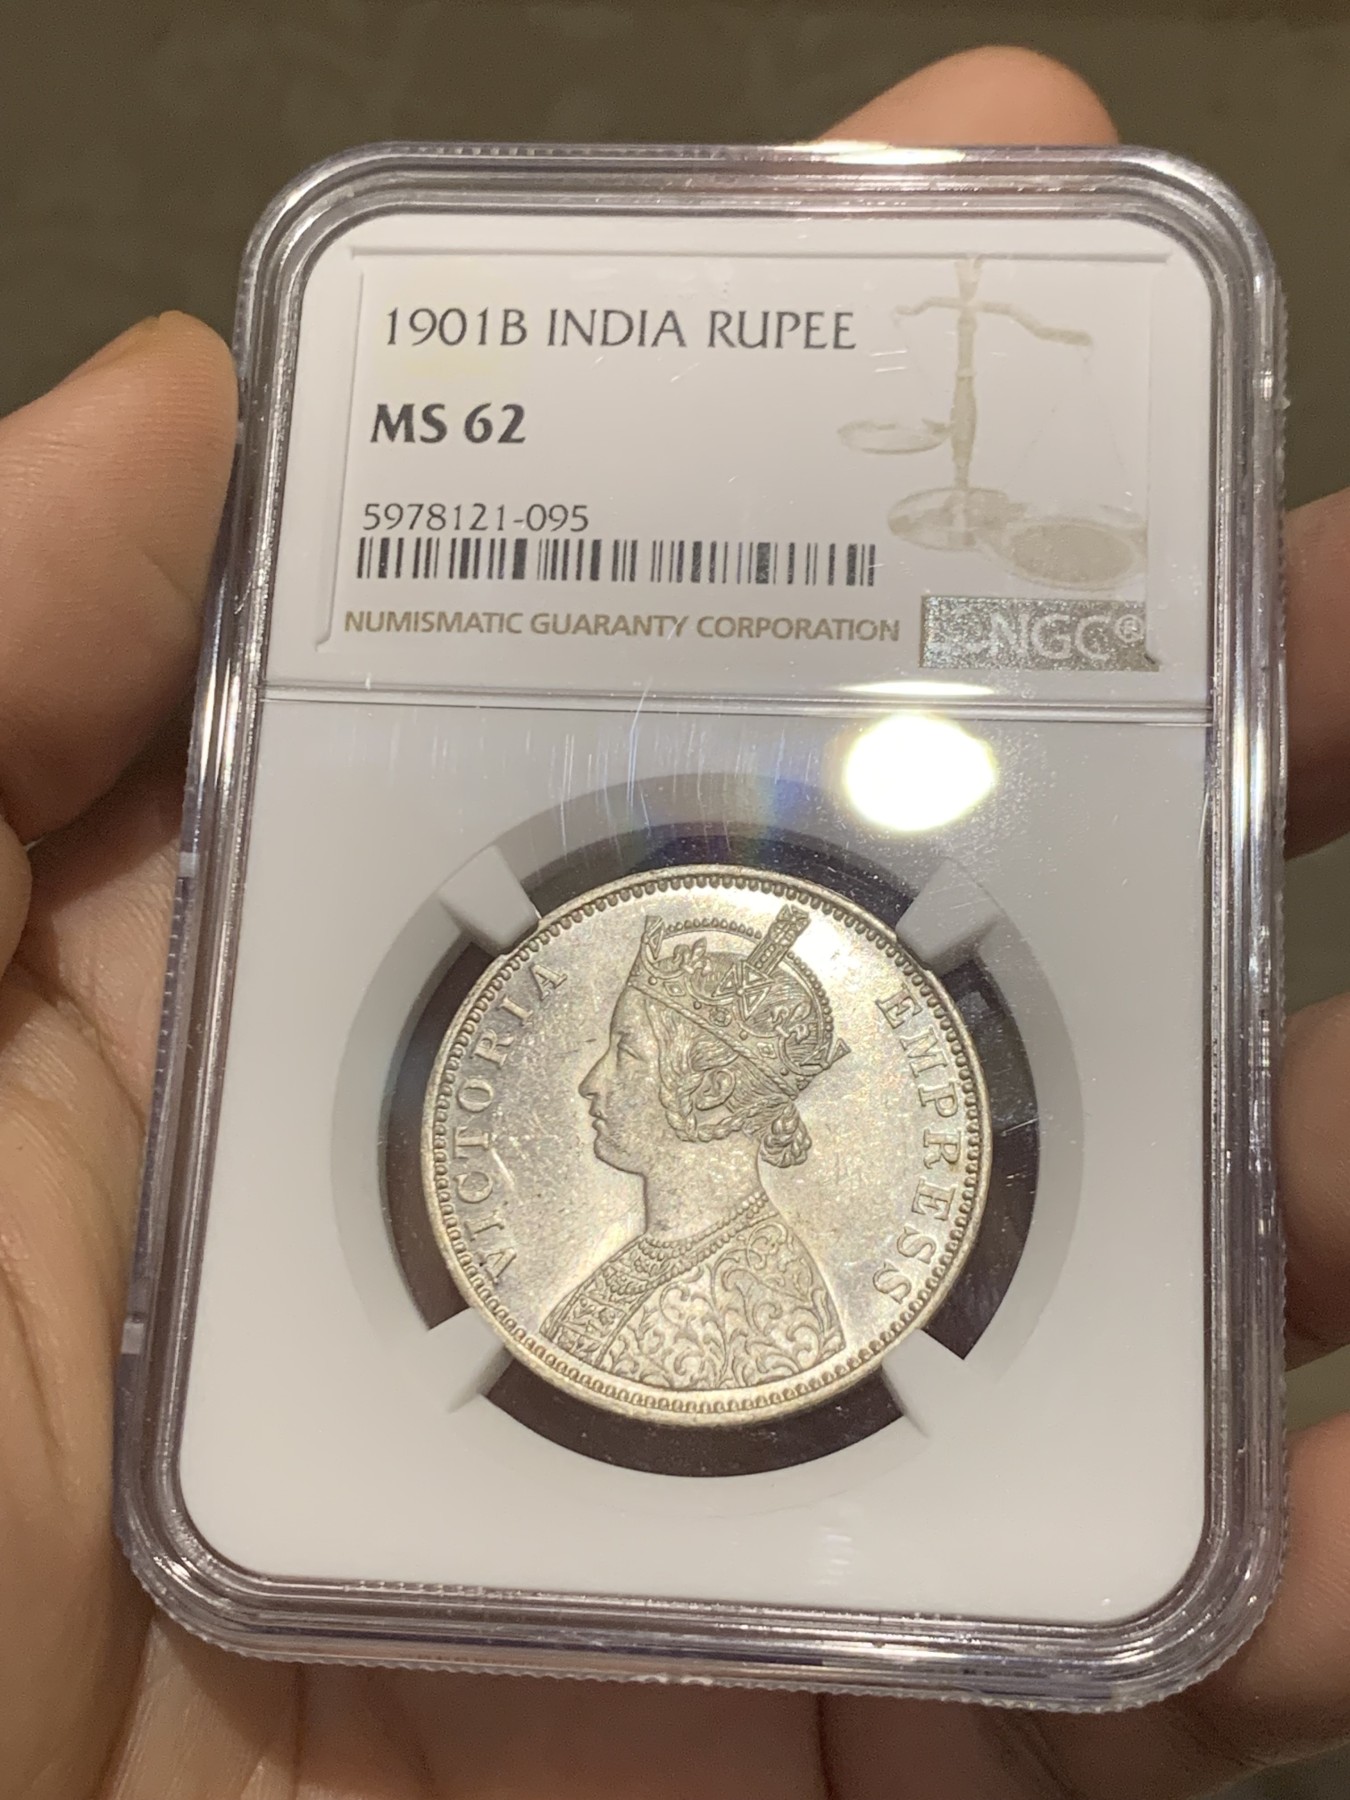 1901B INDIA RUPEE
MS 62
5978121-095
NUMISMATIC GUARANTY CORPORATION
NGC®
VICTORIA EMPRESS